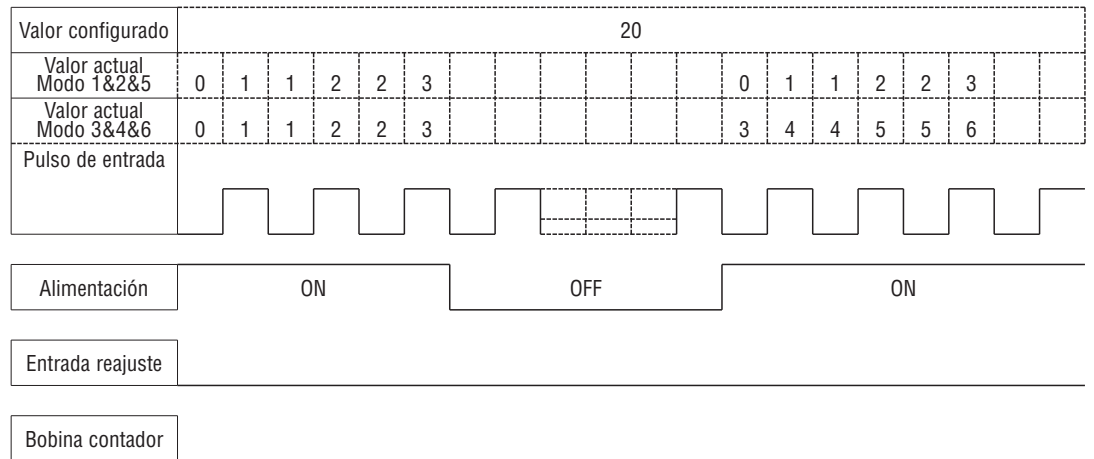 Valor configurado 20
Valor actual
Modo 1&2&5 0 1 1 2 2 3 0 1 1 2 2 3
Valor actual
Modo 3&4&6 0 1 1 2 2 3 3 4 4 5 5 6
Pulso de entrada
Alimentación ON OFF ON
Entrada reajuste
Bobina contador